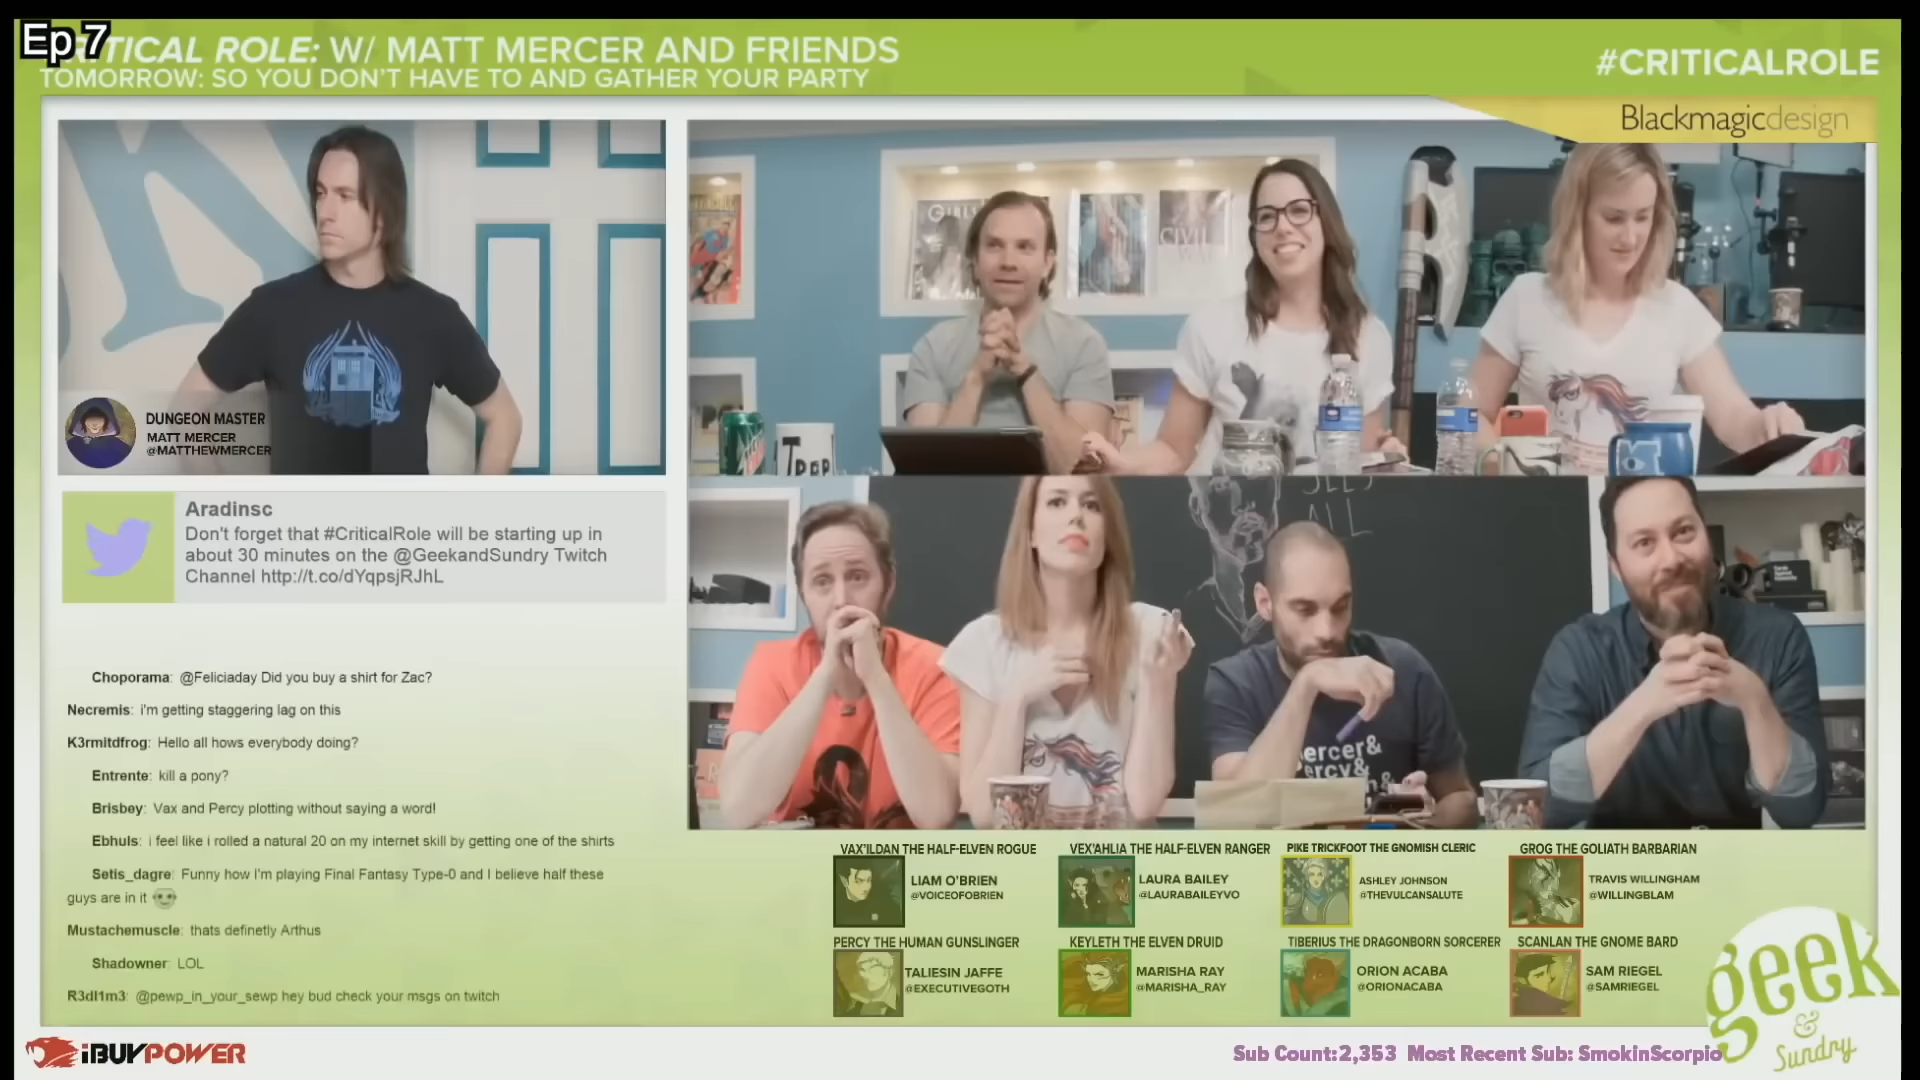 Ep 7
TICAL ROLE: W/ MATT MERCER AND FRIENDS
TOMORROW: SO YOU DON'T HAVE TO AND GATHER YOUR PARTY
#CRITICALROLE
Blackmagicdesign
DUNGEON MASTER
MATT MERCER
@MATTHEWMERCER
CIVIL
WAR
ALL
ercer&
ercy&
Aradinsc
Don't forget that #CriticalRole will be starting up in
about 30 minutes on the @GeekandSundry Twitch
Channel http://t.co/dYqpsjRJhL
Choporama: @Feliciaday Did you buy a shirt for Zac?
Necremis: i'm getting staggering lag on this
K3rmitdfrog: Hello all hows everybody doing?
Entrente: kill a pony?
Brisbey: Vax and Percy plotting without saying a word!
Ebhuis: i feel like i rolled a natural 20 on my internet skill by getting one of the shirts
Setis_dagre: Funny how I'm playing Final Fantasy Type-0 and I believe half these
guys are in it
Mustachemuscle: thats definetly Arthus
Shadowner: LOL
R3dl1m3: @pewp_in_your_sewp hey bud check your msgs on twitch
VAX'ILDAN THE HALF-ELVEN ROGUE
LIAM O'BRIEN
@VOICEOFOBRIEN
VEX'AHLIA THE HALF-ELVEN RANGER
LAURA BAILEY
@LAURABAILEYVO
PIKE TRICKFOOT THE GNOMISH CLERIC
ASHLEY JOHNSON
@THEVULCANSALUTE
GROG THE GOLIATH BARBARIAN
TRAVIS WILLINGHAM
@WILLINGBLAM
PERCY THE HUMAN GUNSLINGER
TALIESIN JAFFE
@EXECUTIVEGOTH
KEYLETH THE ELVEN DRUID
MARISHA RAY
@MARISHA_RAY
TIBERIUS THE DRAGONBORN SORCERER
ORION ACABA
@ORIONACABA
SCANLAN THE GNOME BARD
SAM RIEGEL
@SAMRIEGEL
geek
&
Sundry
iBUYPOWER
Sub Count:2,353 Most Recent Sub: SmokinScorpio